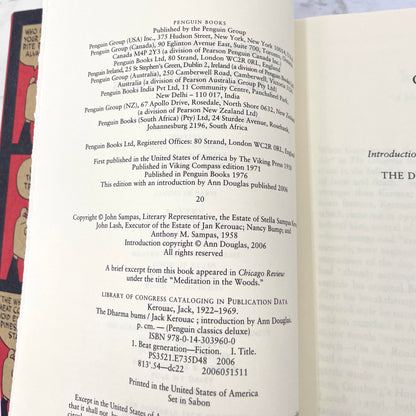 PENGUIN BOOKS
Published by the Penguin Group
Penguin Group (USA) Inc., 375 Hudson Street, New York, New York 10014
Penguin Group (Canada), 90 Eglinton Avenue East, Suite 700, Toronto,
Canada M4P 2Y3 (a division of Pearson Penguin Canada Inc.)
Penguin Books Ltd, 80 Strand, London WC2R 0RL, England
Penguin Ireland, 25 St Stephen's Green, Dublin 2, Ireland (a division of Penguin Books
Penguin Group (Australia), 250 Camberwell Road, Camberwell, Victoria
Australia (a division of Pearson Australia Group Pty Ltd)
Penguin Books India Pvt Ltd, 11 Community Centre, Panchsheel Park,
New Delhi – 110 017, India
Penguin Group (NZ), 67 Apollo Drive, Rosedale, North Shore 0632, New
(a division of Pearson New Zealand Ltd)
Penguin Books (South Africa) (Pty) Ltd, 24 Sturdee Avenue, Rosebank,
Johannesburg 2196, South Africa
Penguin Books Ltd, Registered Offices: 80 Strand, London WC2R 0RL, England
First published in the United States of America by The Viking Press 1958
Published in Viking Compass edition 1971
Published in Penguin Books 1976
This edition with an introduction by Ann Douglas published 2006
20
Copyright © John Sampas, Literary Representative, the Estate of Stella Sampas
John Lash, Executor of the Estate of Jan Kerouac; Nancy Bump; and
Anthony M. Sampas, 1958
Introduction copyright © Ann Douglas, 2006
All rights reserved
A brief excerpt from this book appeared in Chicago Review
under the title "Meditation in the Woods."
LIBRARY OF CONGRESS CATALOGING IN PUBLICATION DATA
Kerouac, Jack, 1922–1969.
The Dharma bums / Jack Kerouac ; introduction by Ann Douglas.
p. cm. — (Penguin classics deluxe)
ISBN 978-0-14-303960-0
1. Beat generation—Fiction. I. Title.
PS3521.E735D48 2006
813'.54—dc22 2006051511
Printed in the United States of America
Set in Sabon
Except in the United States of America,
that it shall not,
Introduction
THE D
WHO
YOUR
RITE